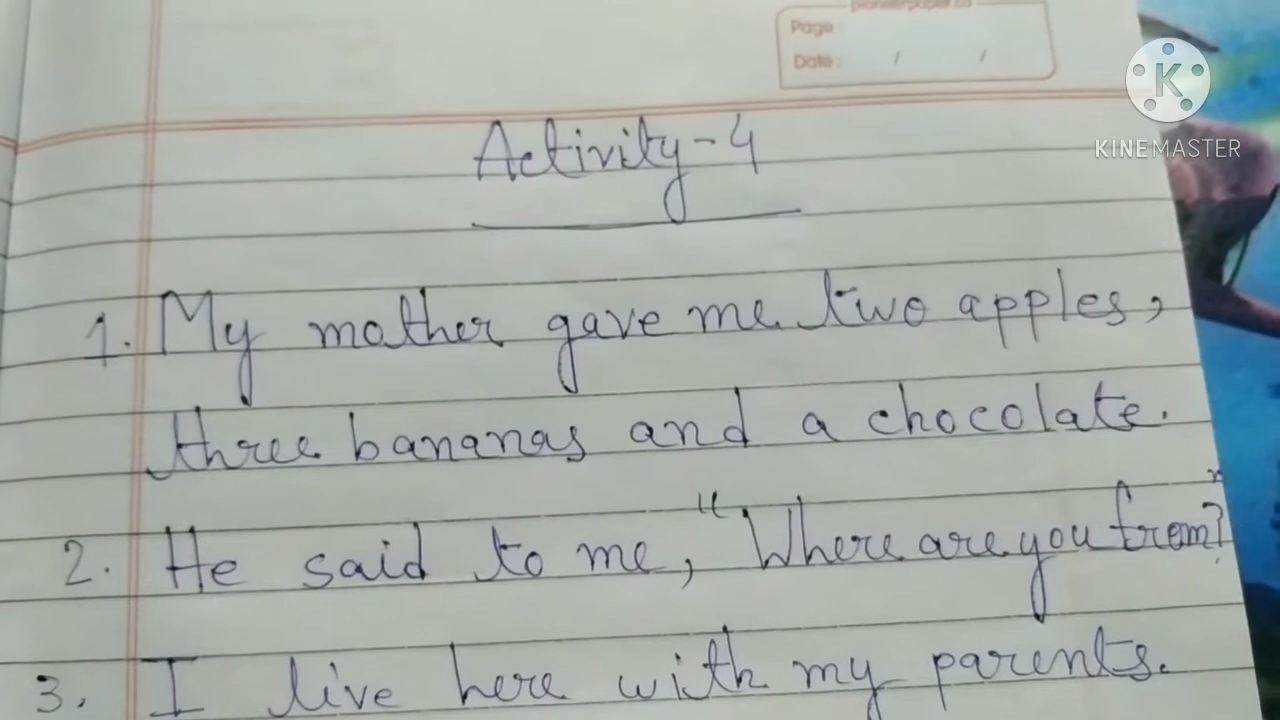 Page :
Date : / /
KINEMASTER
Activity - 4
1. My mother gave me two apples,
three bananas and a chocolate.
2. He said to me, "Where are you from?"
3. I live here with my parents.